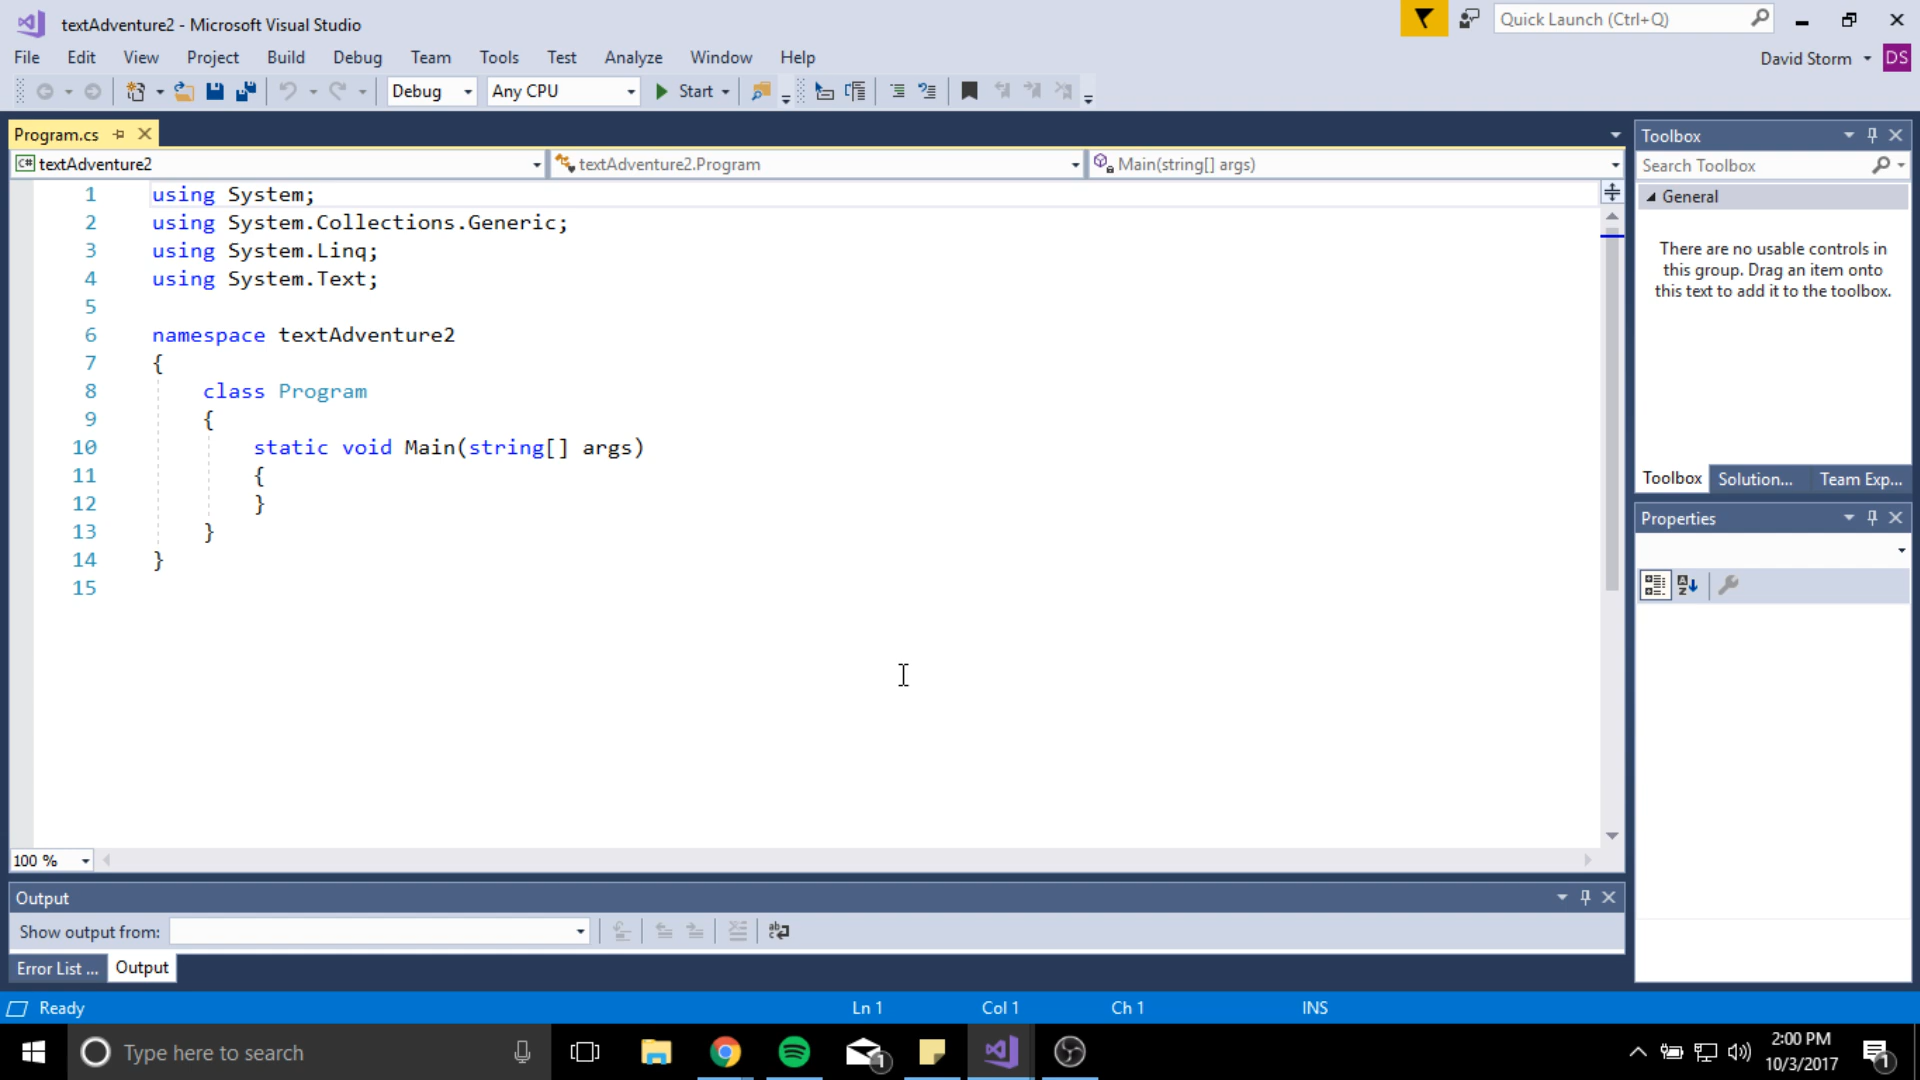 textAdventure2 - Microsoft Visual Studio
Quick Launch (Ctrl+Q)
File Edit View Project Build Debug Team Tools Test Analyze Window Help
David Storm DS
Debug Any CPU Start
Program.cs
textAdventure2 textAdventure2.Program Main(string[] args)
1 using System;
2 using System.Collections.Generic;
3 using System.Linq;
4 using System.Text;
5
6 namespace textAdventure2
7 {
8 class Program
9 {
10 static void Main(string[] args)
11 {
12 }
13 }
14 }
15
100 %
Toolbox
Search Toolbox
General
There are no usable controls in
this group. Drag an item onto
this text to add it to the toolbox.
Toolbox Solution... Team Exp...
Properties
Output
Show output from:
Error List ... Output
Ready Ln 1 Col 1 Ch 1 INS
Type here to search
1
2:00 PM
10/3/2017
1